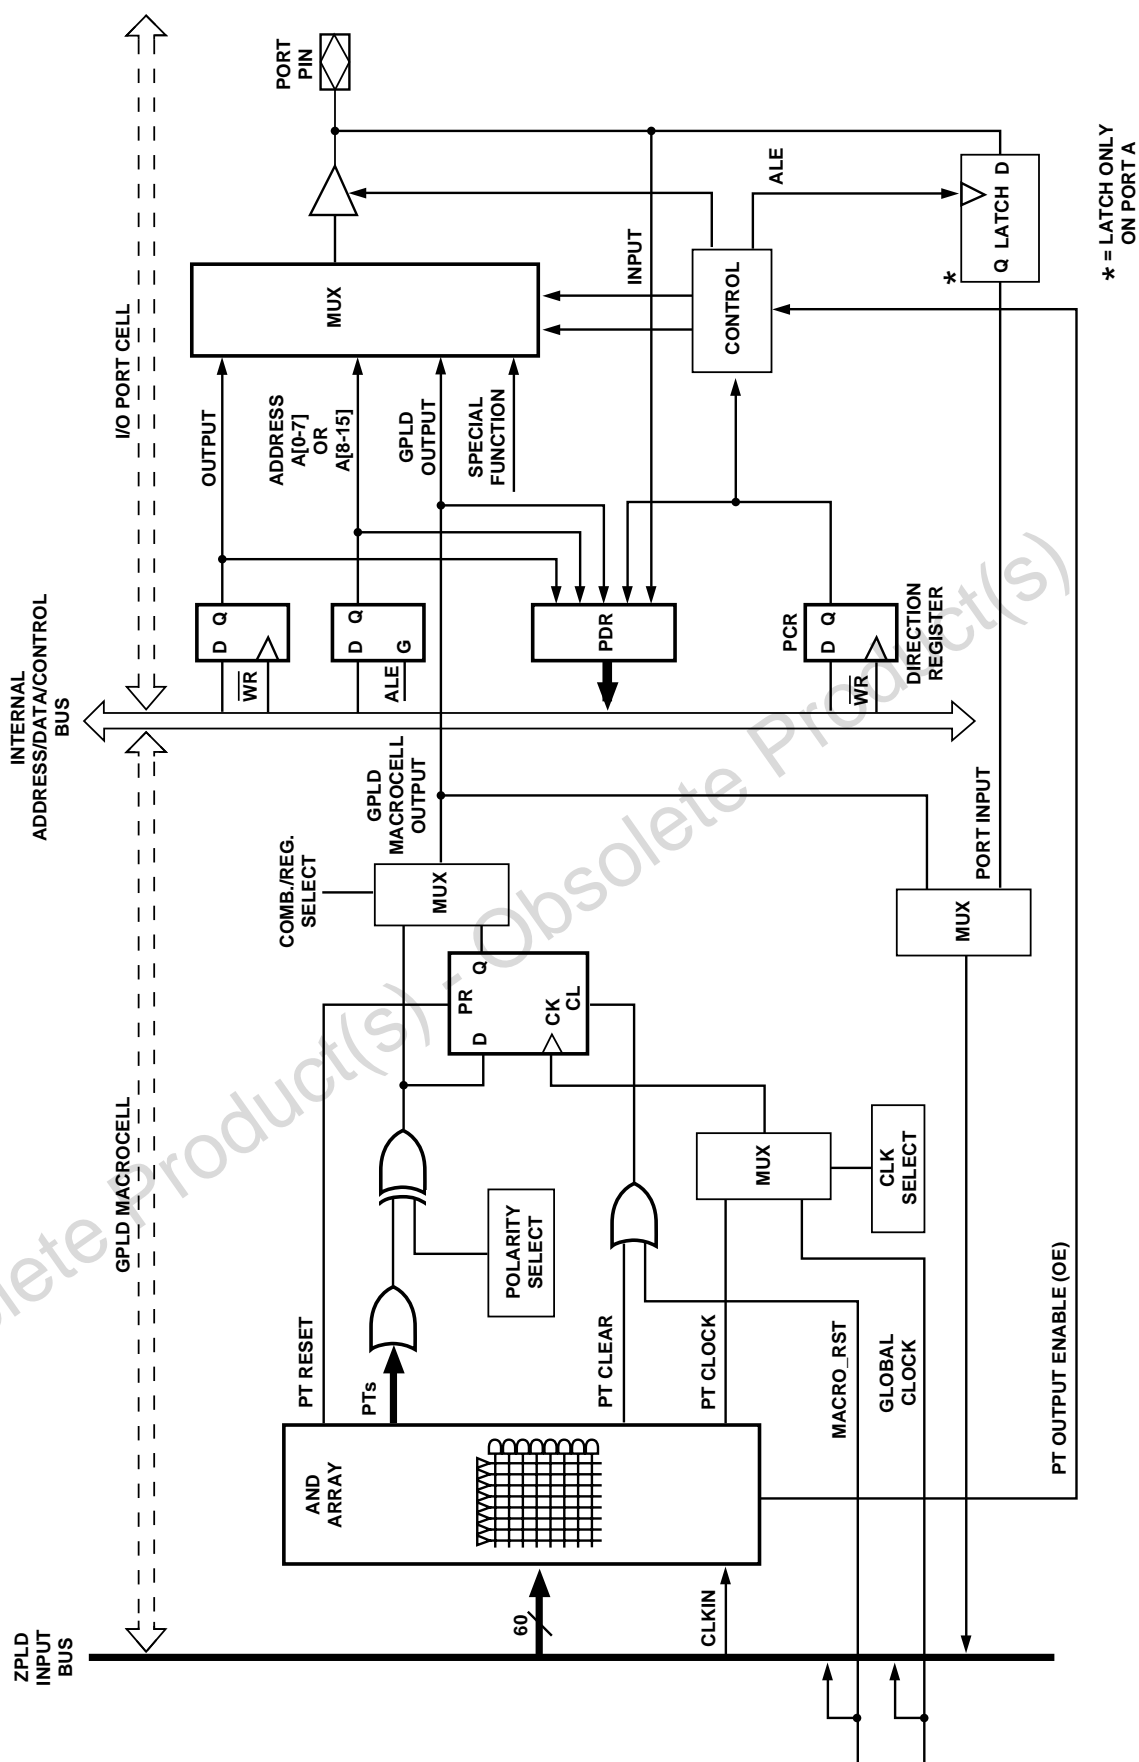 ZPLD
INPUT
BUS
GPLD MACROCELL
INTERNAL
ADDRESS/DATA/CONTROL
BUS
I/O PORT CELL
60
CLKIN
AND
ARRAY
PT RESET
PTs
PT CLEAR
PT CLOCK
MACRO_RST
GLOBAL
CLOCK
PT OUTPUT ENABLE (OE)
POLARITY
SELECT
MUX
CLK
SELECT
PR
D
Q
CK
CL
COMB./REG.
SELECT
MUX
GPLD
MACROCELL
OUTPUT
MUX
PORT INPUT
D Q
WR
D Q
G
ALE
PDR
PCR
D Q
WR
DIRECTION
REGISTER
OUTPUT
ADDRESS
A[0-7]
OR
A[8-15]
GPLD
OUTPUT
SPECIAL
FUNCTION
MUX
INPUT
CONTROL
ALE
PORT
PIN
*
Q LATCH D
* = LATCH ONLY
ON PORT A
olete Product(s) - Obsolete Product(s)